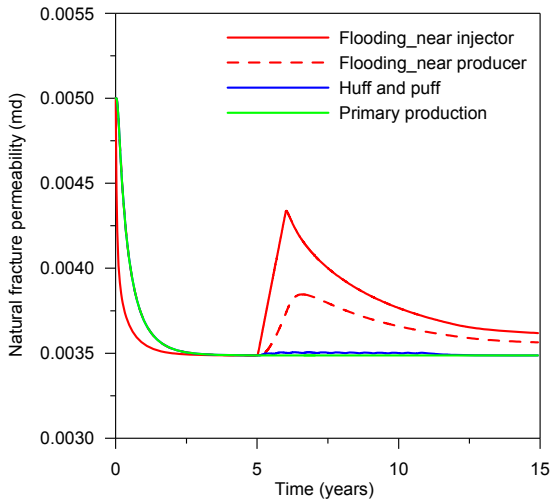 0.0055
0.0050
0.0045
0.0040
0.0035
0.0030
Natural fracture permeability (md)
Flooding_near injector
Flooding_near producer
Huff and puff
Primary production
0 5 10 15
Time (years)